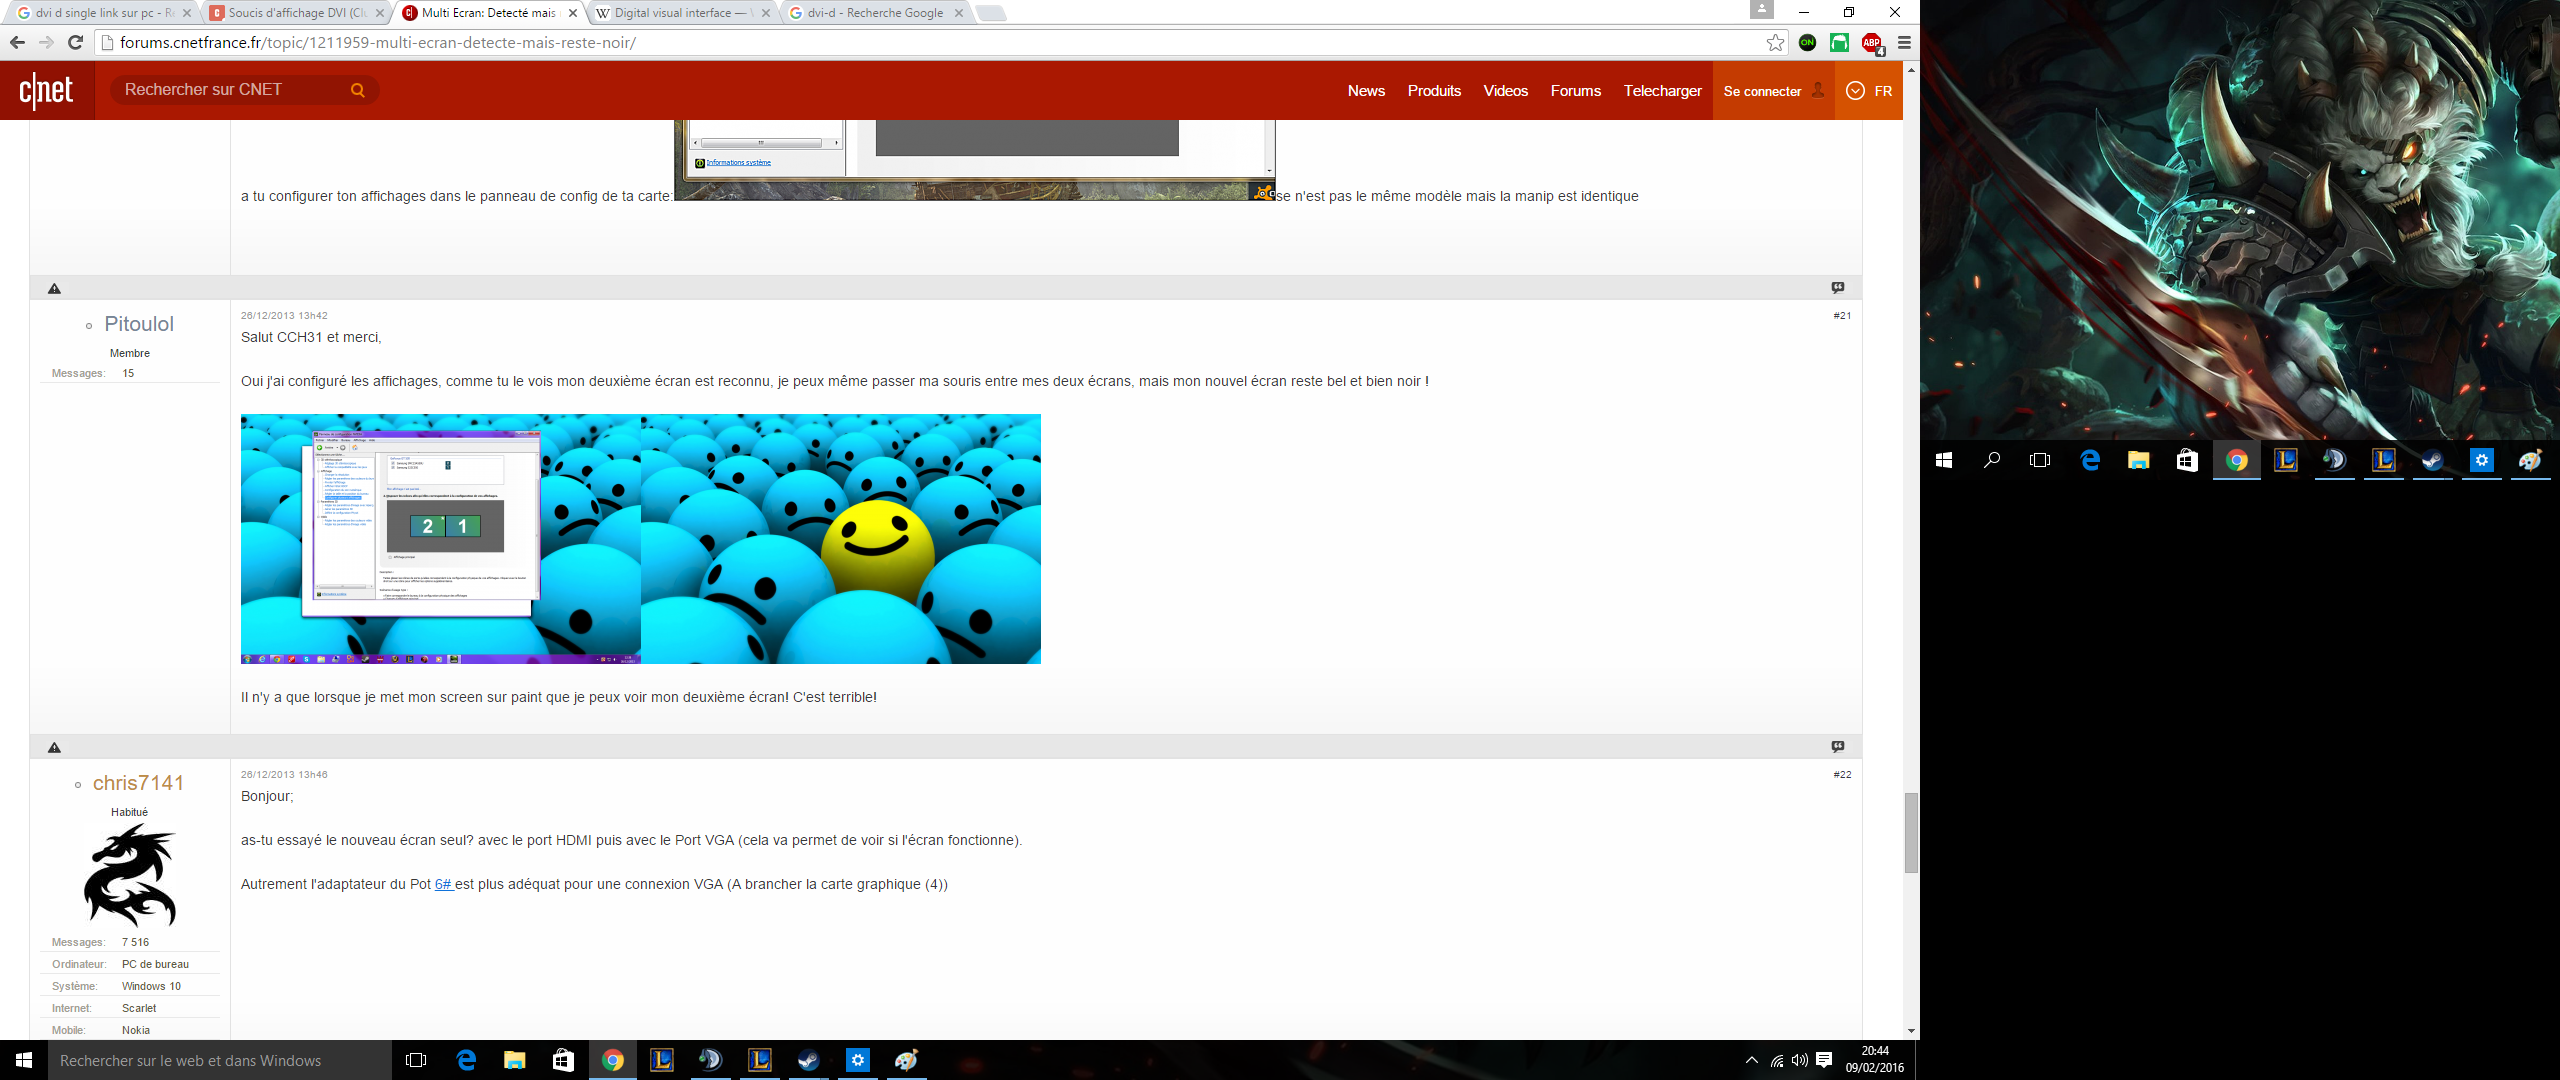 dvi d single link sur pc - Re
Soucis d'affichage DVI (Clu
Multi Ecran: Detecté mais
Digital visual interface — W
dvi-d - Recherche Google
forums.cnetfrance.fr/topic/1211959-multi-ecran-detecte-mais-reste-noir/
ON
ABP
4
c|net
Rechercher sur CNET
News
Produits
Videos
Forums
Telecharger
Se connecter
FR
Informations système
a tu configurer ton affichages dans le panneau de config de ta carte:
se n'est pas le même modèle mais la manip est identique
Pitoulol
Membre
Messages: 15
26/12/2013 13h42
#21
Salut CCH31 et merci,
Oui j'ai configuré les affichages, comme tu le vois mon deuxième écran est reconnu, je peux même passer ma souris entre mes deux écrans, mais mon nouvel écran reste bel et bien noir !
2 1
Il n'y a que lorsque je met mon screen sur paint que je peux voir mon deuxième écran! C'est terrible!
chris7141
Habitué
Messages: 7 516
Ordinateur: PC de bureau
Système: Windows 10
Internet: Scarlet
Mobile: Nokia
26/12/2013 13h46
#22
Bonjour;
as-tu essayé le nouveau écran seul? avec le port HDMI puis avec le Port VGA (cela va permet de voir si l'écran fonctionne).
Autrement l'adaptateur du Pot 6# est plus adéquat pour une connexion VGA (A brancher la carte graphique (4))
Rechercher sur le web et dans Windows
20:44
09/02/2016